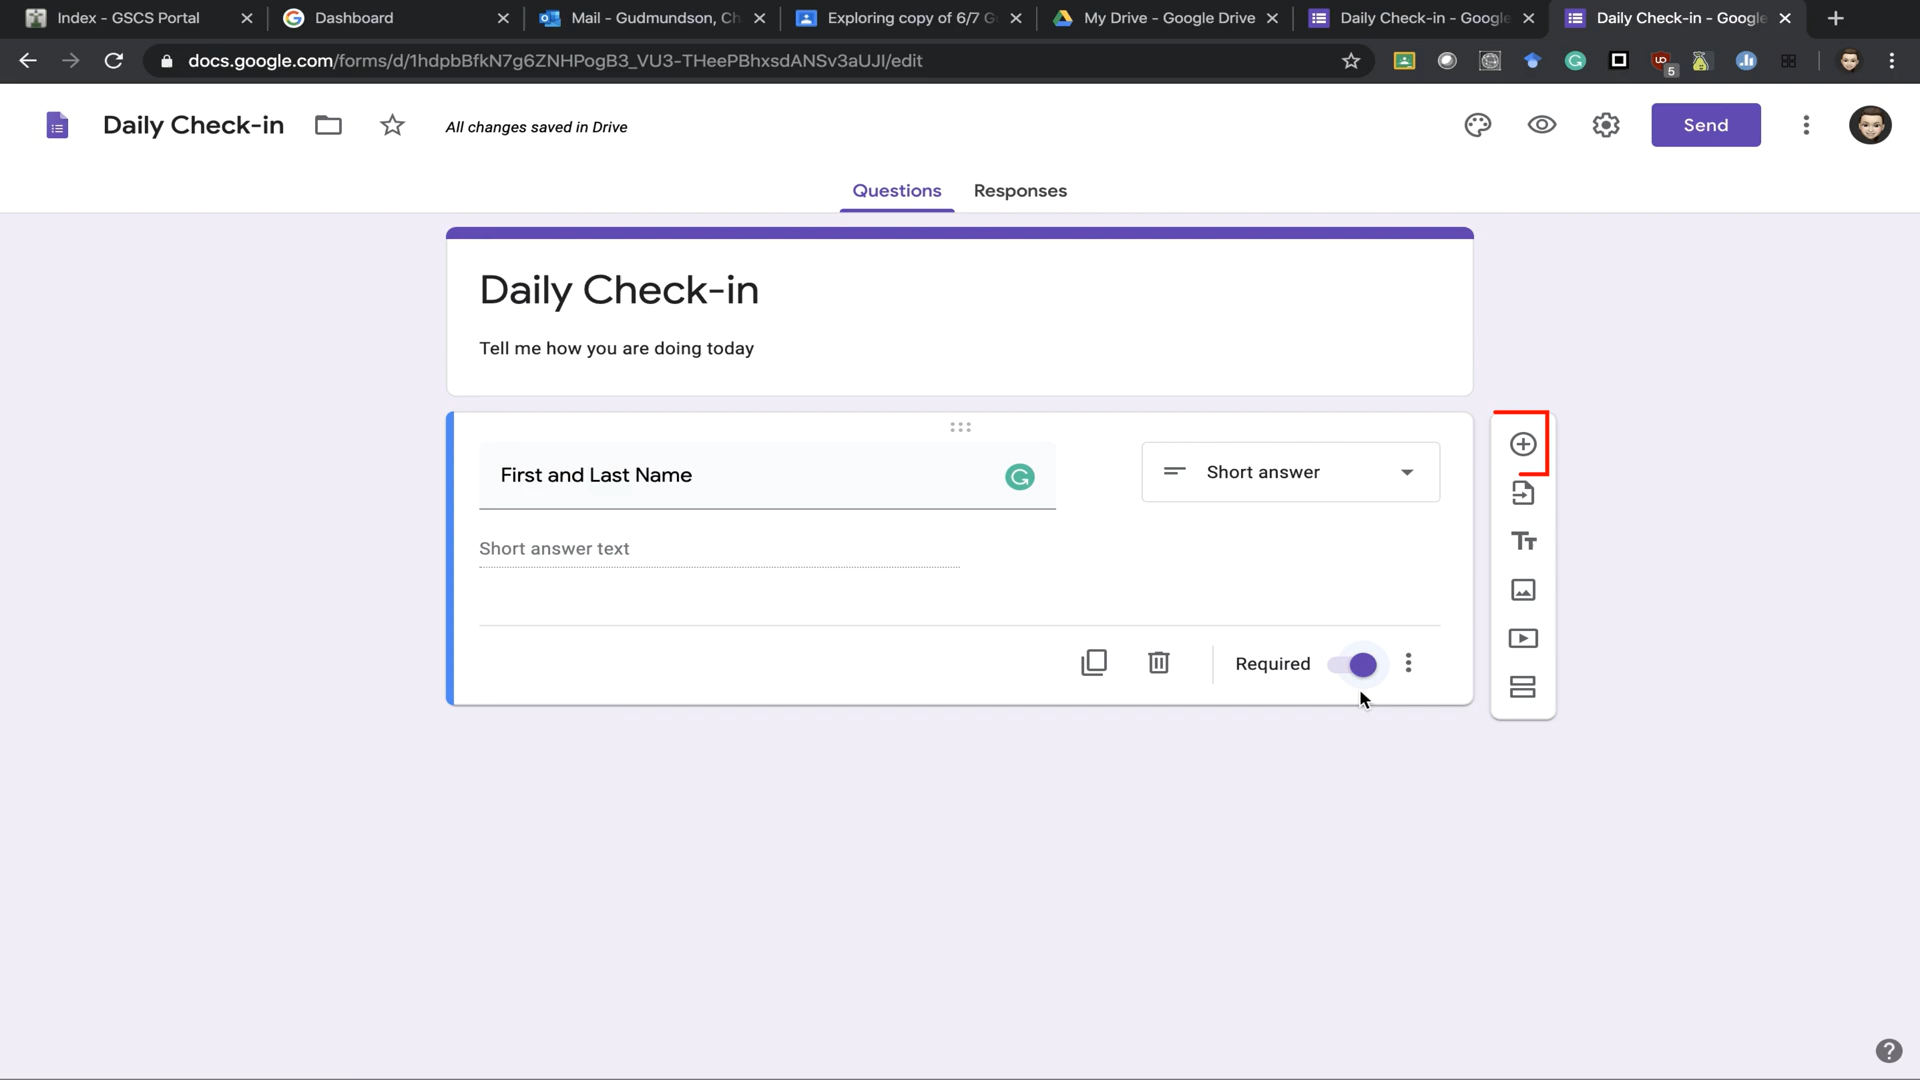 Index - GSCS Portal
Dashboard
Mail - Gudmundson, Ch
Exploring copy of 6/7 G
My Drive - Google Drive
Daily Check-in - Google
Daily Check-in - Google
docs.google.com/forms/d/1hdpbBfkN7g6ZNHPogB3_VU3-THeePBhxsdANSv3aUJI/edit
5
Daily Check-in
All changes saved in Drive
Send
Questions
Responses
Daily Check-in
Tell me how you are doing today
First and Last Name
Short answer
Short answer text
Required